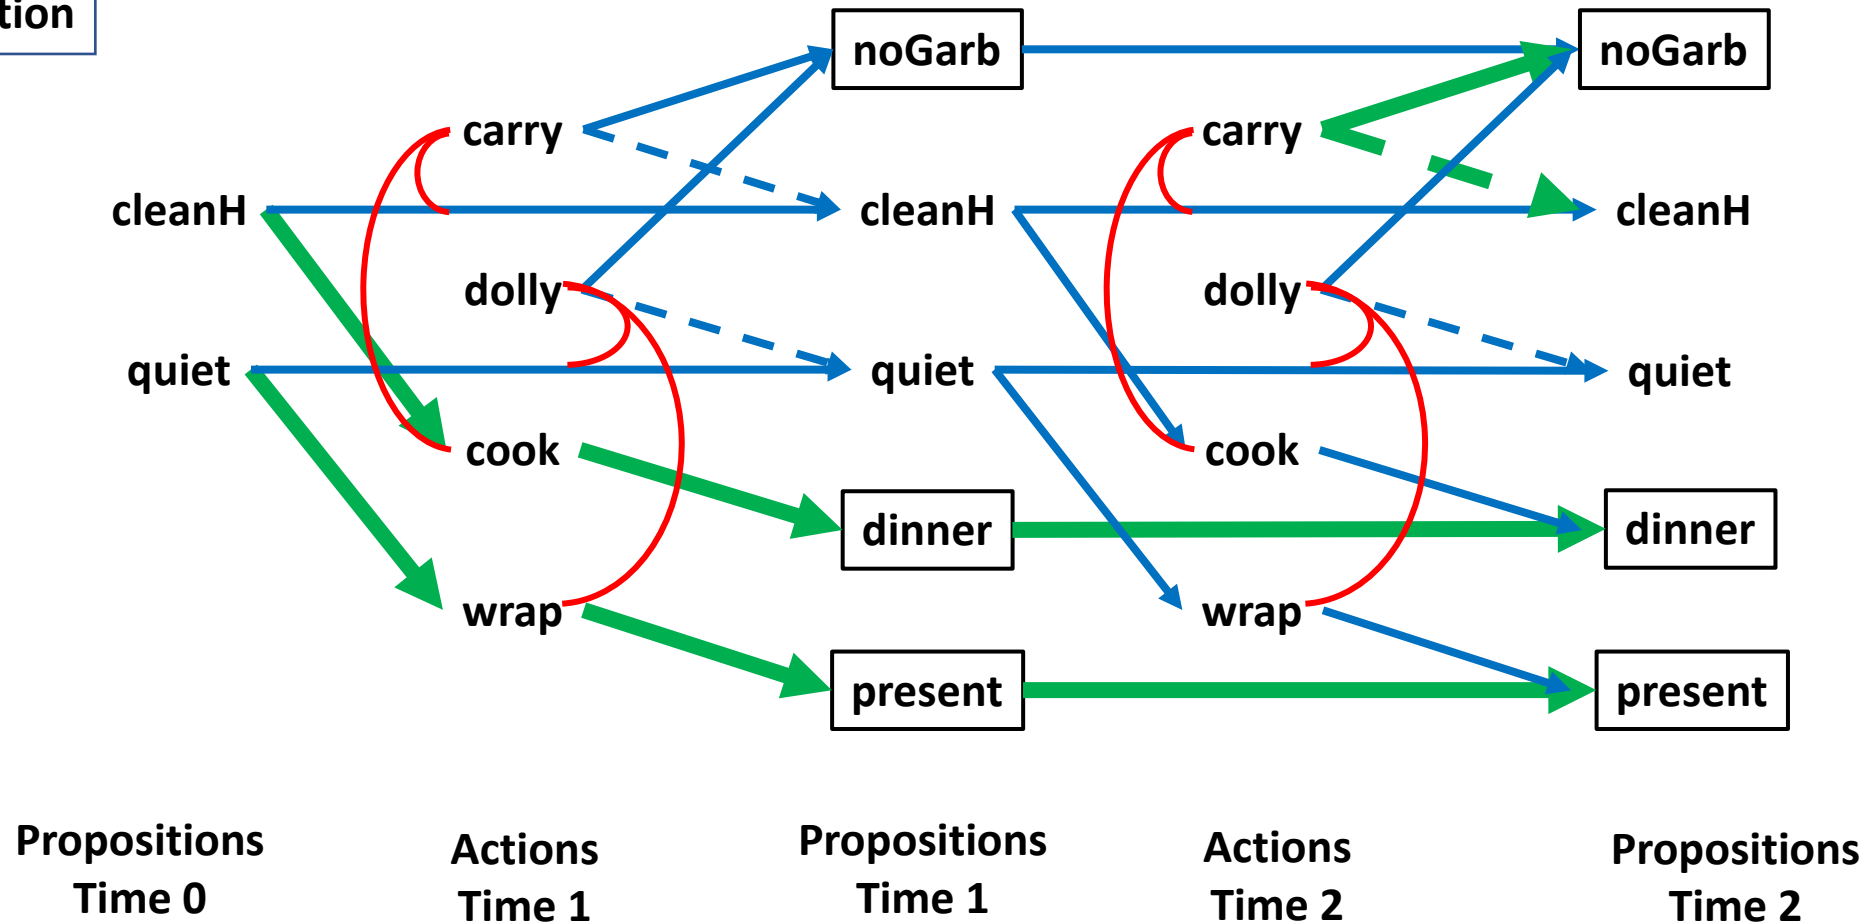 noGarb
noGarb
carry
carry
cleanH
cleanH
cleanH
dolly
dolly
quiet
quiet
quiet
cook
cook
dinner
dinner
wrap
wrap
present
present
Propositions
Time 0
Actions
Time 1
Propositions
Time 1
Actions
Time 2
Propositions
Time 2